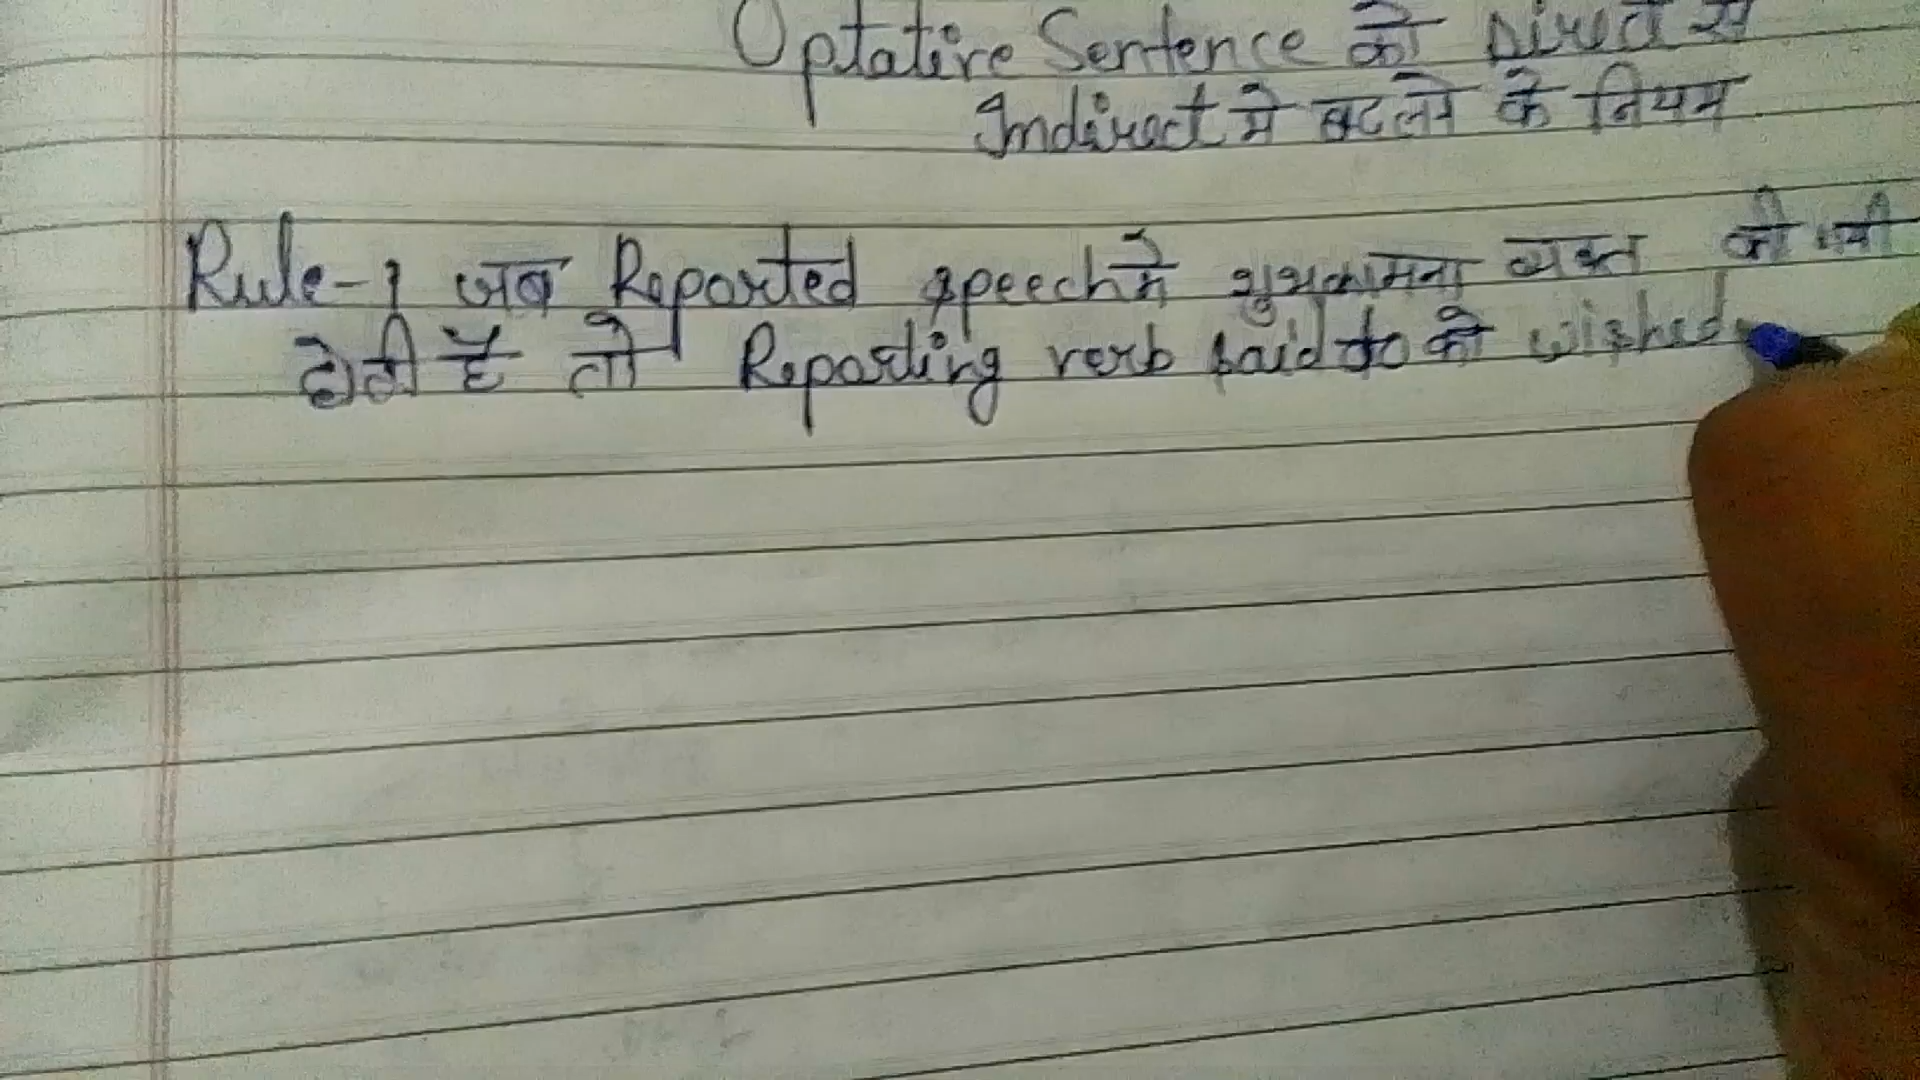 Optative Sentence को Direct से
Indirect मे बदलने के नियम
Rule-1 जब Reported speech मे शुभकामना व्यक्त की गयी
होती है तो Reporting verb said to को wished